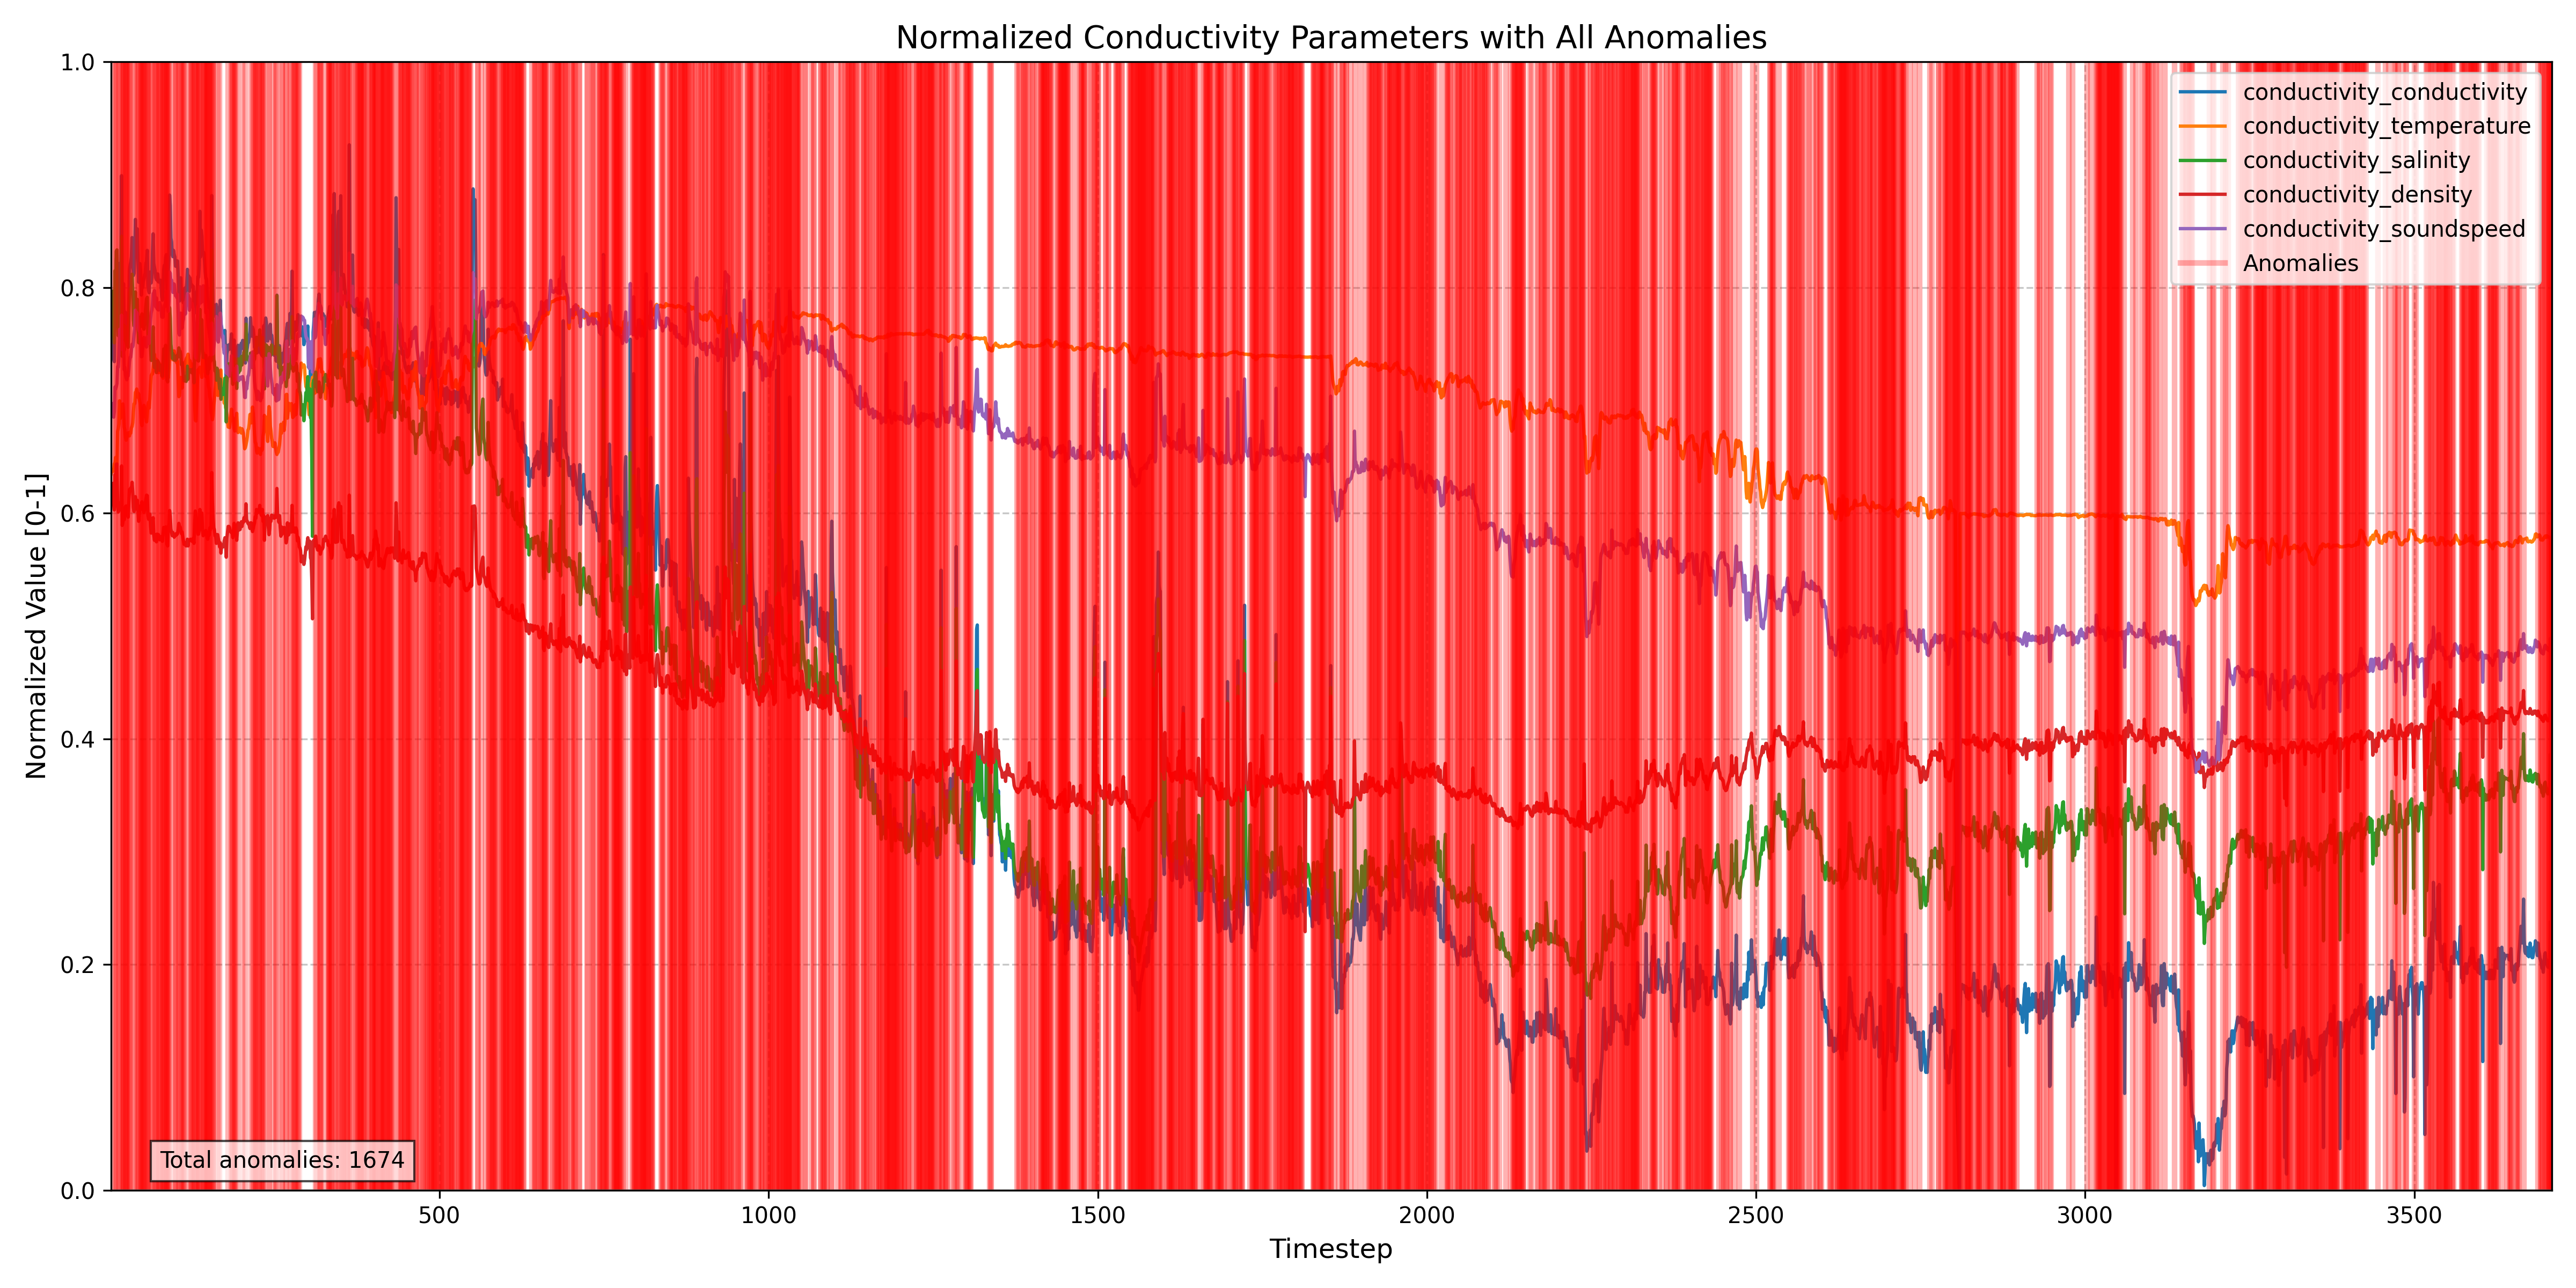 Normalized Conductivity Parameters with All Anomalies
Normalized Value [0-1]
1.0
0.8
0.6
0.4
0.2
0.0
conductivity_conductivity
conductivity_temperature
conductivity_salinity
conductivity_density
conductivity_soundspeed
Anomalies
Total anomalies: 1674
500 1000 1500 2000 2500 3000 3500
Timestep